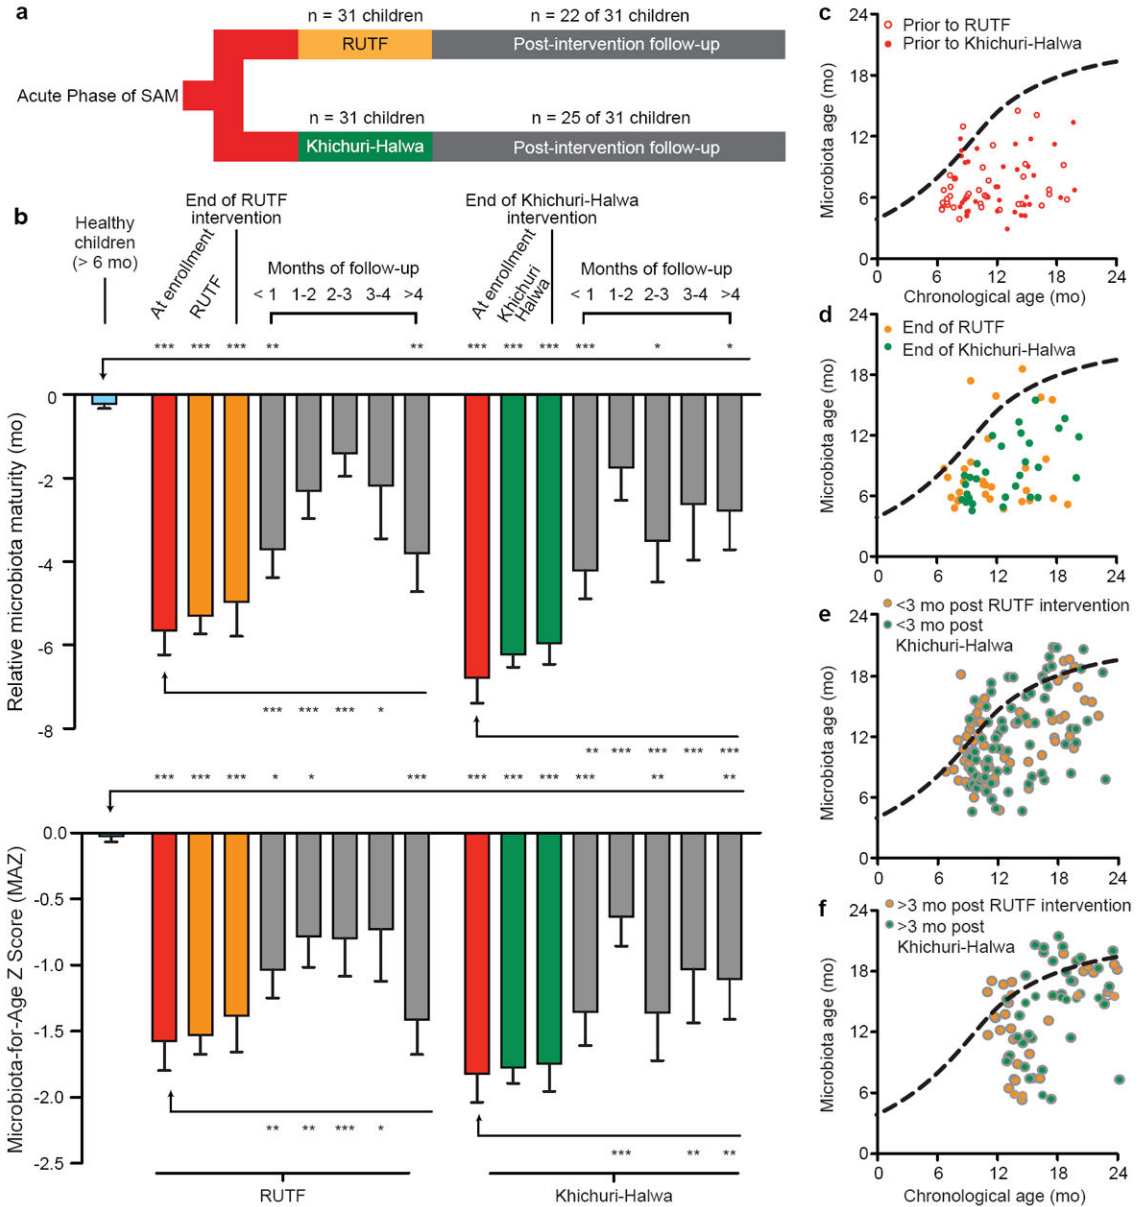 a
n = 31 children
n = 22 of 31 children
RUTF
Post-intervention follow-up
Acute Phase of SAM
n = 31 children
n = 25 of 31 children
Khichuri-Halwa
Post-intervention follow-up
b
Healthy
children
(> 6 mo)
At enrollment
RUTF
End of RUTF
intervention
Months of follow-up
< 1 1-2 2-3 3-4 >4
At enrollment
Khichuri
Halwa
End of Khichuri-Halwa
intervention
Months of follow-up
< 1 1-2 2-3 3-4 >4
*** *** *** ** ** *** *** *** *** * *
Relative microbiota maturity (mo)
0
-2
-4
-6
-8
*** *** *** *
** *** *** *** ***
*** *** *** * * *** *** *** *** *** ** **
Microbiota-for-Age Z Score (MAZ)
0.0
-0.5
-1.0
-1.5
-2.0
-2.5
** ** *** *
*** ** **
RUTF
Khichuri-Halwa
c
Prior to RUTF
Prior to Khichuri-Halwa
Microbiota age (mo)
24
18
12
6
0
0 6 12 18 24
Chronological age (mo)
d
End of RUTF
End of Khichuri-Halwa
Microbiota age (mo)
24
18
12
6
0
0 6 12 18 24
e
<3 mo post RUTF intervention
<3 mo post
Khichuri-Halwa
Microbiota age (mo)
24
18
12
6
0
0 6 12 18 24
f
>3 mo post RUTF intervention
>3 mo post
Khichuri-Halwa
Microbiota age (mo)
24
18
12
6
0
0 6 12 18 24
Chronological age (mo)